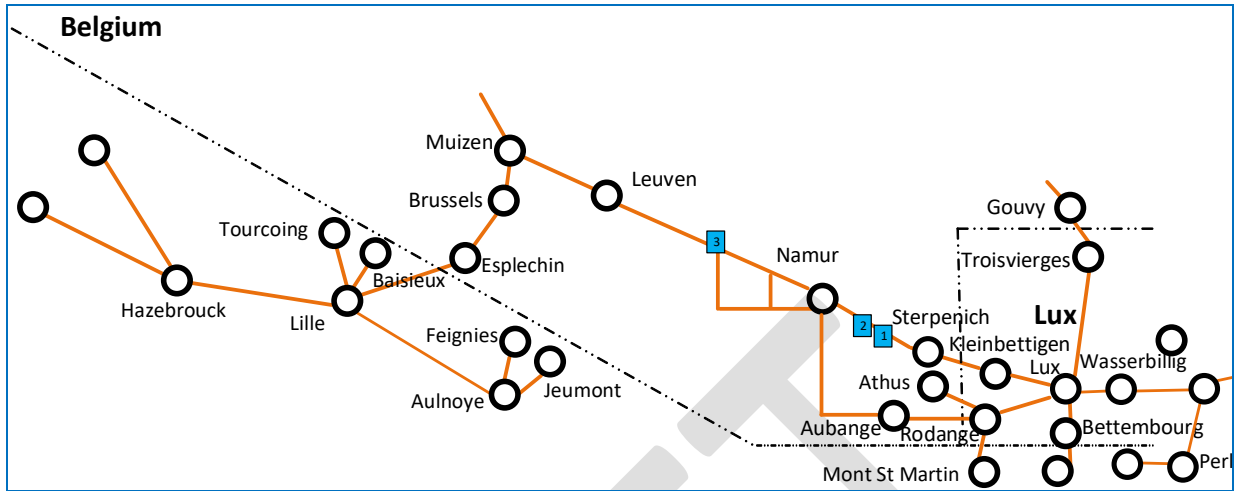 Belgium
Muizen
Leuven
Brussels
Gouvy
Tourcoing
3
Namur
Esplechin
Baisieux
Troisvierges
Hazebrouck
Lille
2
1
Sterpenich
Lux
Feignies
Kleinbettigen
Lux
Wasserbillig
Jeumont
Athus
Aulnoye
Aubange
Rodange
Bettembourg
Mont St Martin
Perl
T